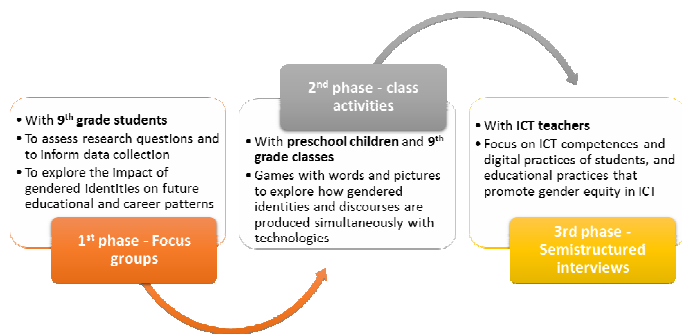 • With 9th grade students
• To assess research questions and
to inform data collection
• To explore the impact of
gendered identities on future
educational and career patterns
1st phase - Focus
groups
2nd phase - class
activities
• With preschool children and 9th
grade classes
• Games with words and pictures
to explore how gendered
identities and discourses are
produced simultaneously with
technologies
• With ICT teachers
• Focus on ICT competences and
digital practices of students, and
educational practices that
promote gender equity in ICT
3rd phase -
Semistructured
interviews